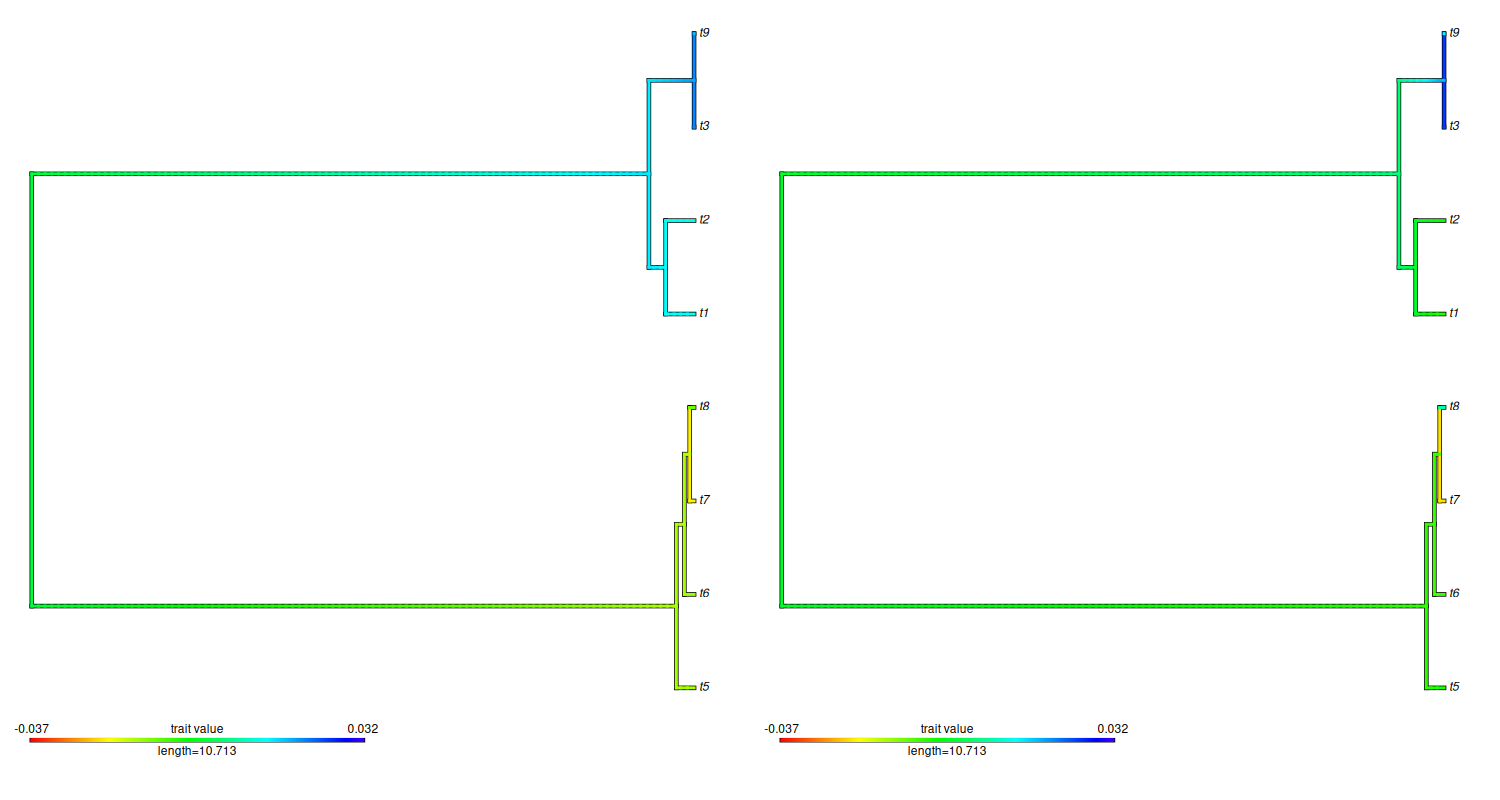 t9
t3
t2
t1
t8
t7
t6
t5
-0.037 trait value 0.032
length=10.713
t9
t3
t2
t1
t8
t7
t6
t5
-0.037 trait value 0.032
length=10.713